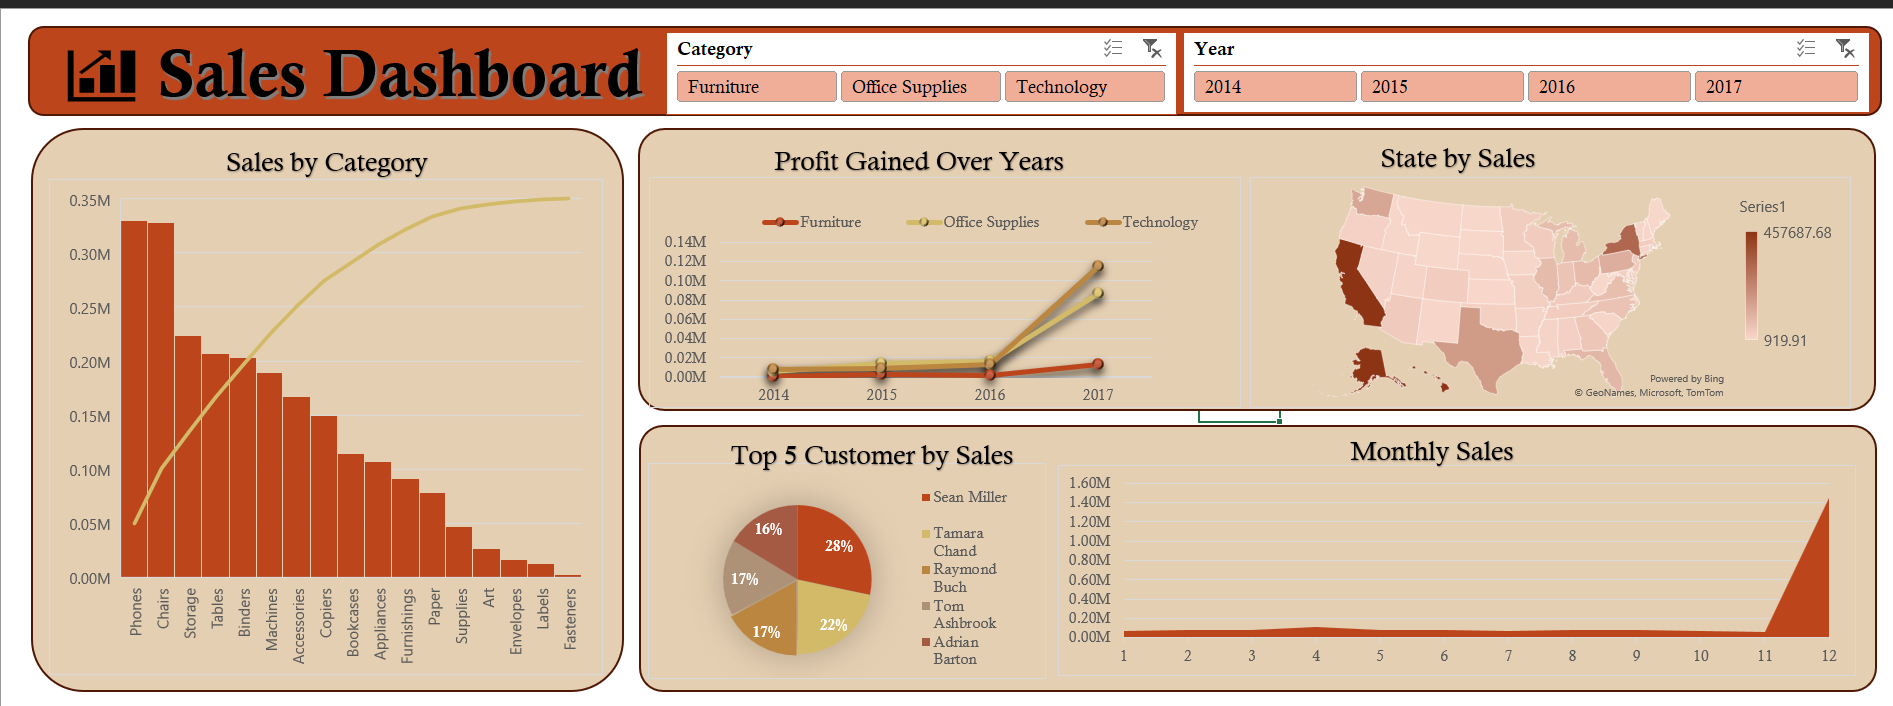 Sales Dashboard
Category
Furniture
Office Supplies
Technology
Year
2014
2015
2016
2017
Sales by Category
0.35M
0.30M
0.25M
0.20M
0.15M
0.10M
0.05M
0.00M
Phones
Chairs
Storage
Tables
Binders
Machines
Accessories
Copiers
Bookcases
Appliances
Furnishings
Paper
Supplies
Art
Envelopes
Labels
Fasteners
Profit Gained Over Years
Furniture
Office Supplies
Technology
0.14M
0.12M
0.10M
0.08M
0.06M
0.04M
0.02M
0.00M
2014
2015
2016
2017
State by Sales
Series1
457687.68
919.91
Powered by Bing
© GeoNames, Microsoft, TomTom
Top 5 Customer by Sales
16%
28%
17%
17%
22%
Sean Miller
Tamara
Chand
Raymond
Buch
Tom
Ashbrook
Adrian
Barton
Monthly Sales
1.60M
1.40M
1.20M
1.00M
0.80M
0.60M
0.40M
0.20M
0.00M
1
2
3
4
5
6
7
8
9
10
11
12